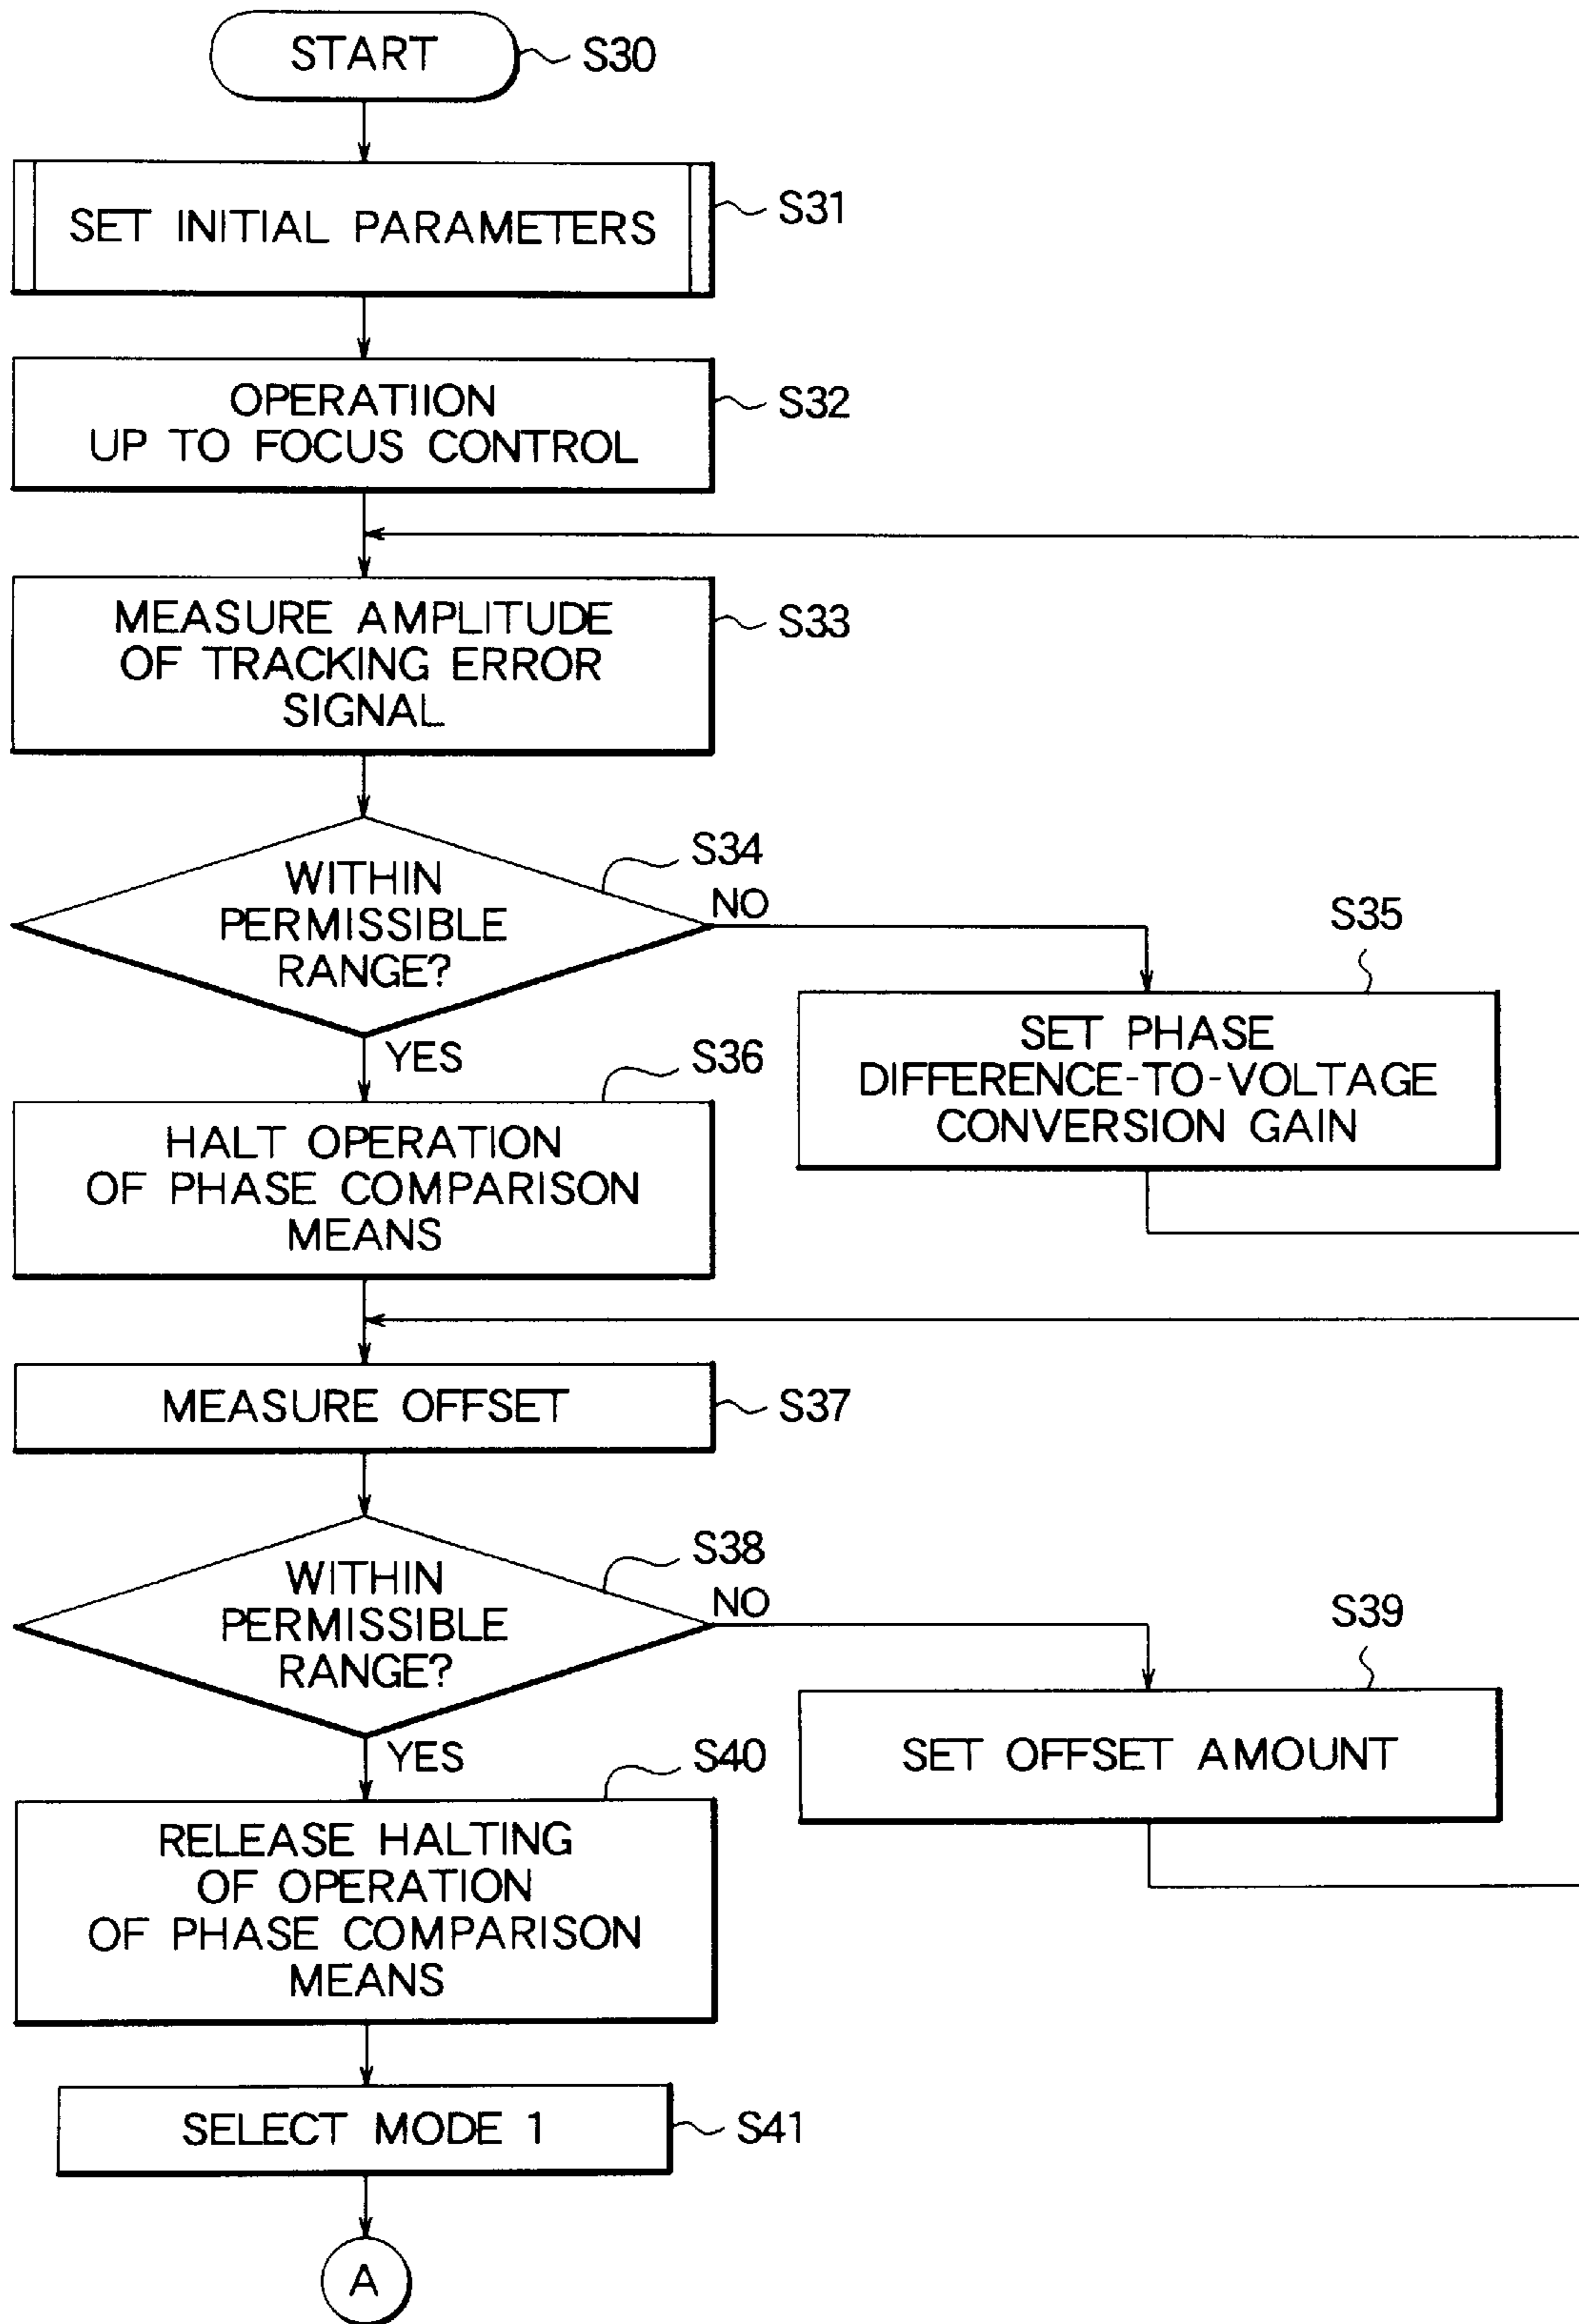 START
S30
SET INITIAL PARAMETERS
S31
OPERATIION
UP TO FOCUS CONTROL
S32
MEASURE AMPLITUDE
OF TRACKING ERROR
SIGNAL
S33
WITHIN
PERMISSIBLE
RANGE?
S34
NO
YES
S35
SET PHASE
DIFFERENCE-TO-VOLTAGE
CONVERSION GAIN
S36
HALT OPERATION
OF PHASE COMPARISON
MEANS
MEASURE OFFSET
S37
WITHIN
PERMISSIBLE
RANGE?
S38
NO
YES
S39
SET OFFSET AMOUNT
S40
RELEASE HALTING
OF OPERATION
OF PHASE COMPARISON
MEANS
SELECT MODE 1
S41
A